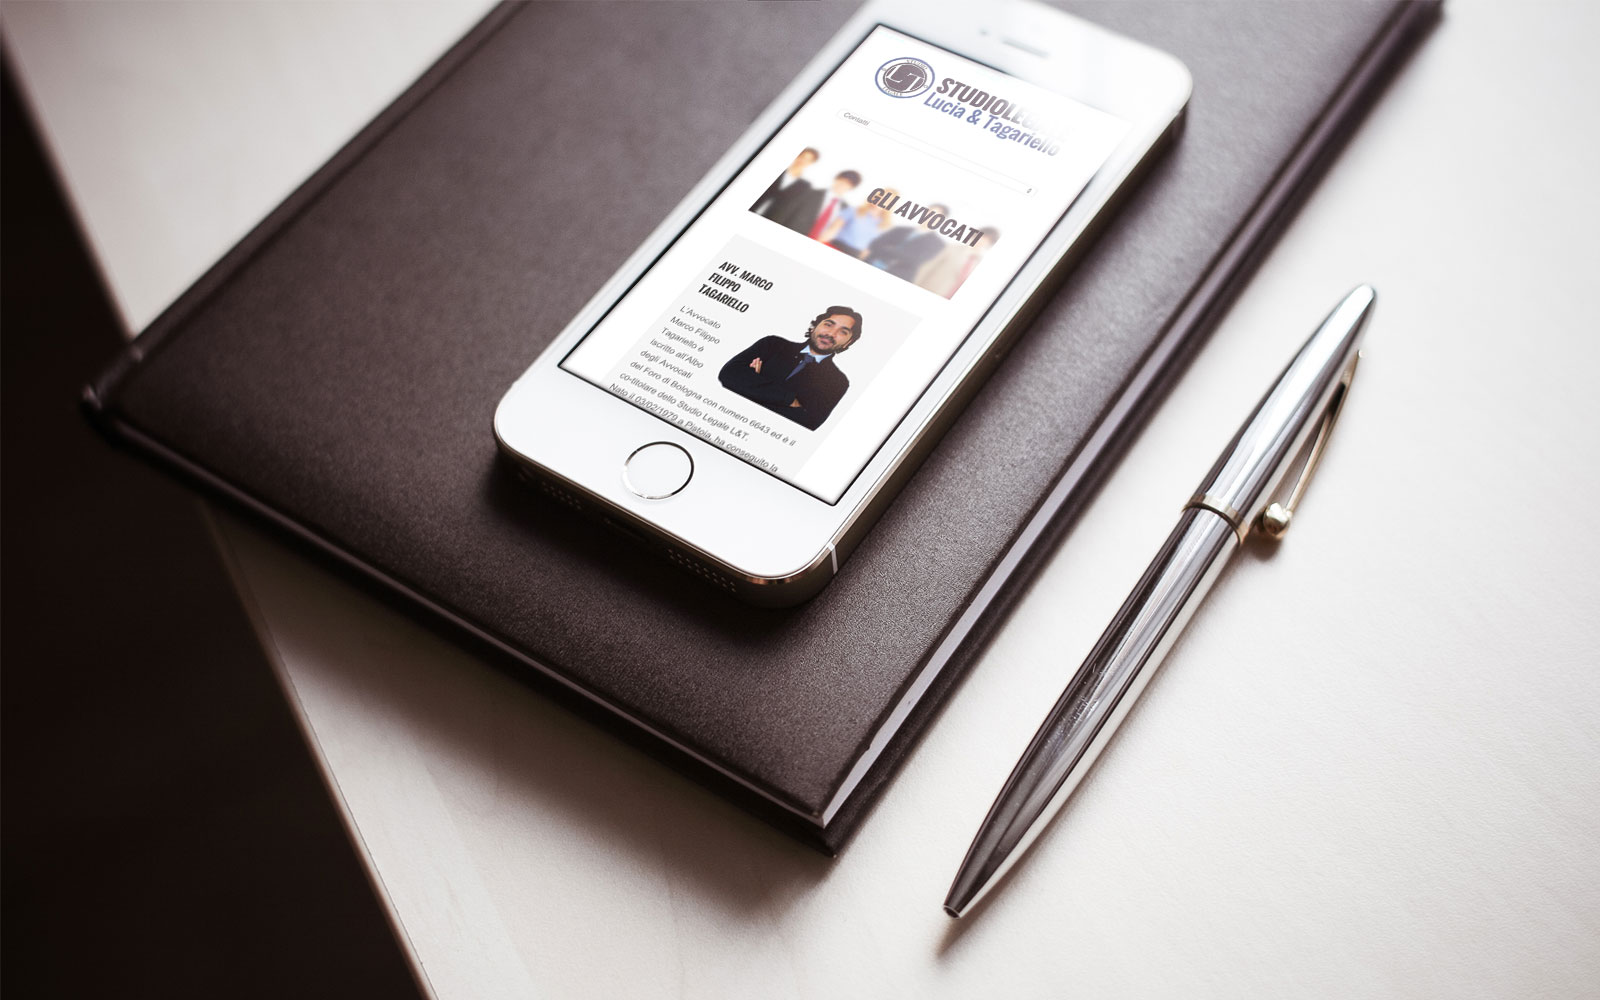 STUDIO
LT
LEGALE
STUDIOLEGALE
Lucia & Tagariello
Contatti
GLI AVVOCATI
AVV. MARCO
FILIPPO
TAGARIELLO
L'Avvocato
Marco Filippo
Tagariello è
iscritto all'Albo
degli Avvocati
del Foro di Bologna con numero 6643 ed è il
co-titolare dello Studio Legale L&T.
Nato il 03/02/1979 a Pistoia, ha conseguito la